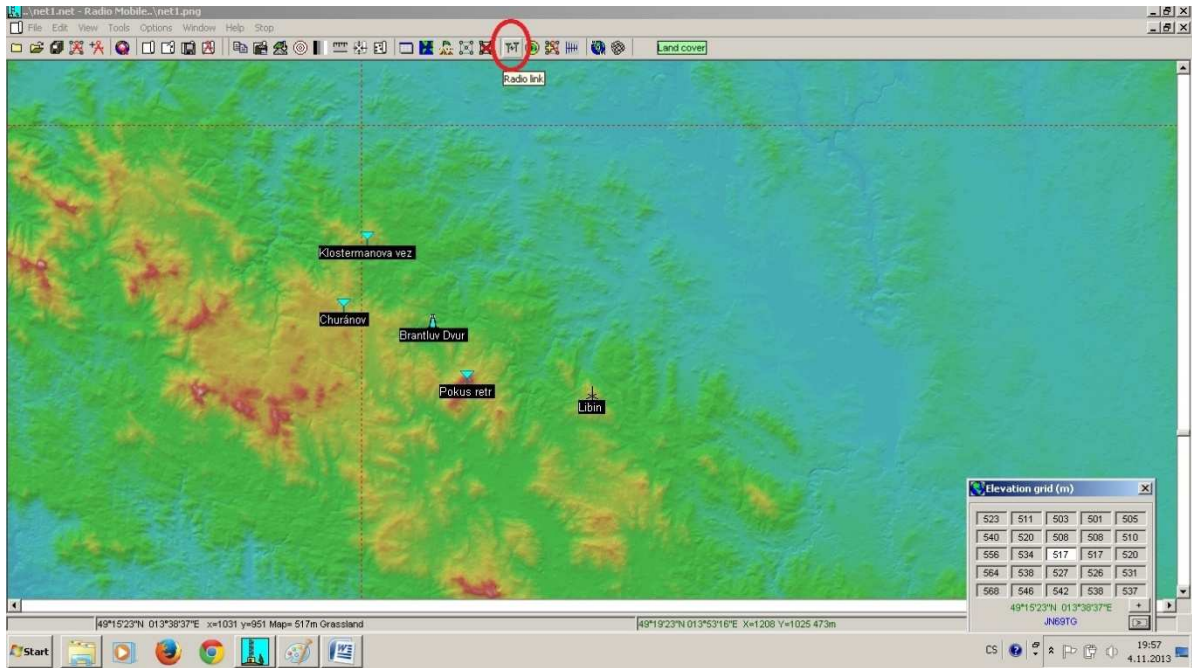 ..\net1.net - Radio Mobile..\net1.png
File Edit View Tools Options Window Help Stop
Land cover
Radio link
Klostermanova vez
Churánov
Brantluv Dvur
Pokus retr
Libin
Elevation grid (m)
523 511 503 501 505
540 520 508 508 510
556 534 517 517 520
564 538 527 526 531
568 546 542 538 537
49°15'23"N 013°38'37"E
+
JN69TG
>
49°15'23"N 013°38'37"E x=1031 y=951 Map= 517m Grassland
49°19'23"N 013°53'16"E X=1208 Y=1025 473m
Start
CS
19:57
4.11.2013